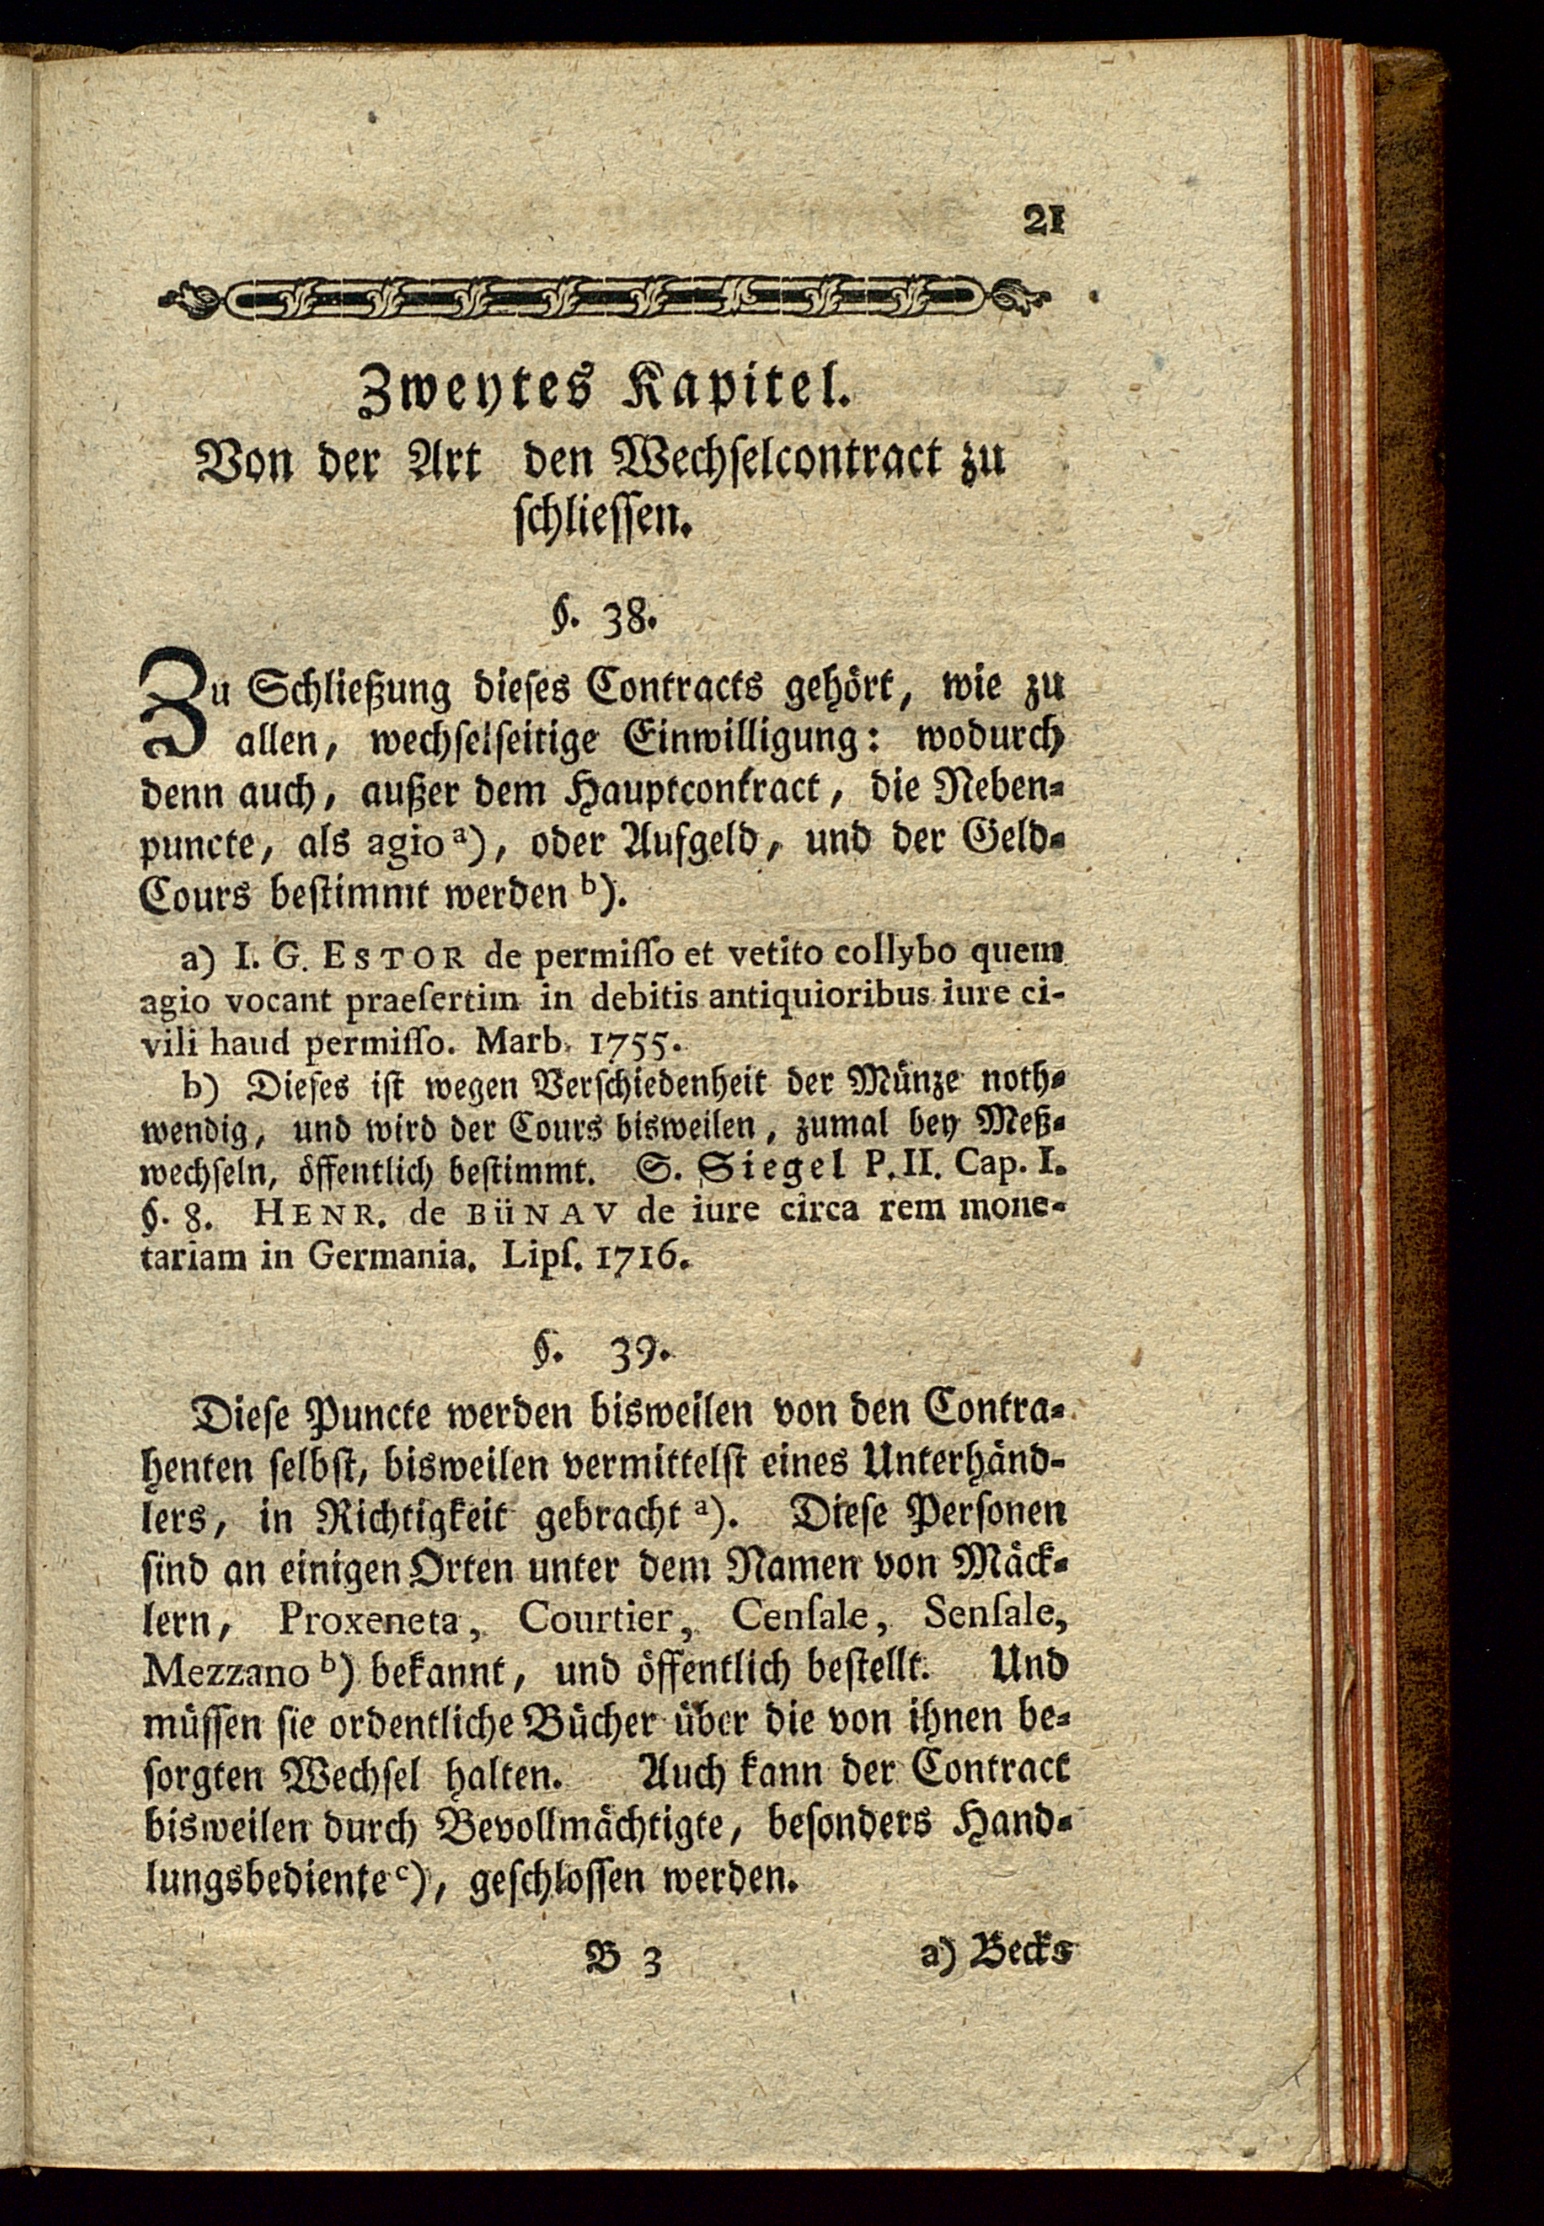 21
Zweytes Kapitel.
Von der Art den Wechselcontract zu
schliessen.
§. 38.
Zu Schließung dieses Contracts gehört, wie zu
allen, wechselseitige Einwilligung: wodurch
denn auch, außer dem Hauptcontract, die Neben-
puncte, als agio a), oder Aufgeld, und der Geld-
Cours bestimmt werden b).
a) I. G. ESTOR de permiſſo et vetito collybo quem
agio vocant praeſertim in debitis antiquioribus iure ci-
vili haud permiſſo. Marb. 1755.
b) Dieses ist wegen Verschiedenheit der Münze noth-
wendig, und wird der Cours bisweilen, zumal bey Meß-
wechseln, öffentlich bestimmt. S. Siegel P. II. Cap. I.
§. 8. HENR. de BüNAV de iure circa rem mone-
tariam in Germania. Lipſ. 1716.
§. 39.
Diese Puncte werden bisweilen von den Contra-
henten selbst, bisweilen vermittelst eines Unterhänd-
lers, in Richtigkeit gebracht a). Diese Personen
sind an einigen Orten unter dem Namen von Mäck-
lern, Proxeneta, Courtier, Cenſale, Senſale,
Mezzano b) bekannt, und öffentlich bestellt. Und
müssen sie ordentliche Bücher über die von ihnen be-
sorgten Wechsel halten. Auch kann der Contract
bisweilen durch Bevollmächtigte, besonders Hand-
lungsbediente c), geschlossen werden.
B 3 a) Becks